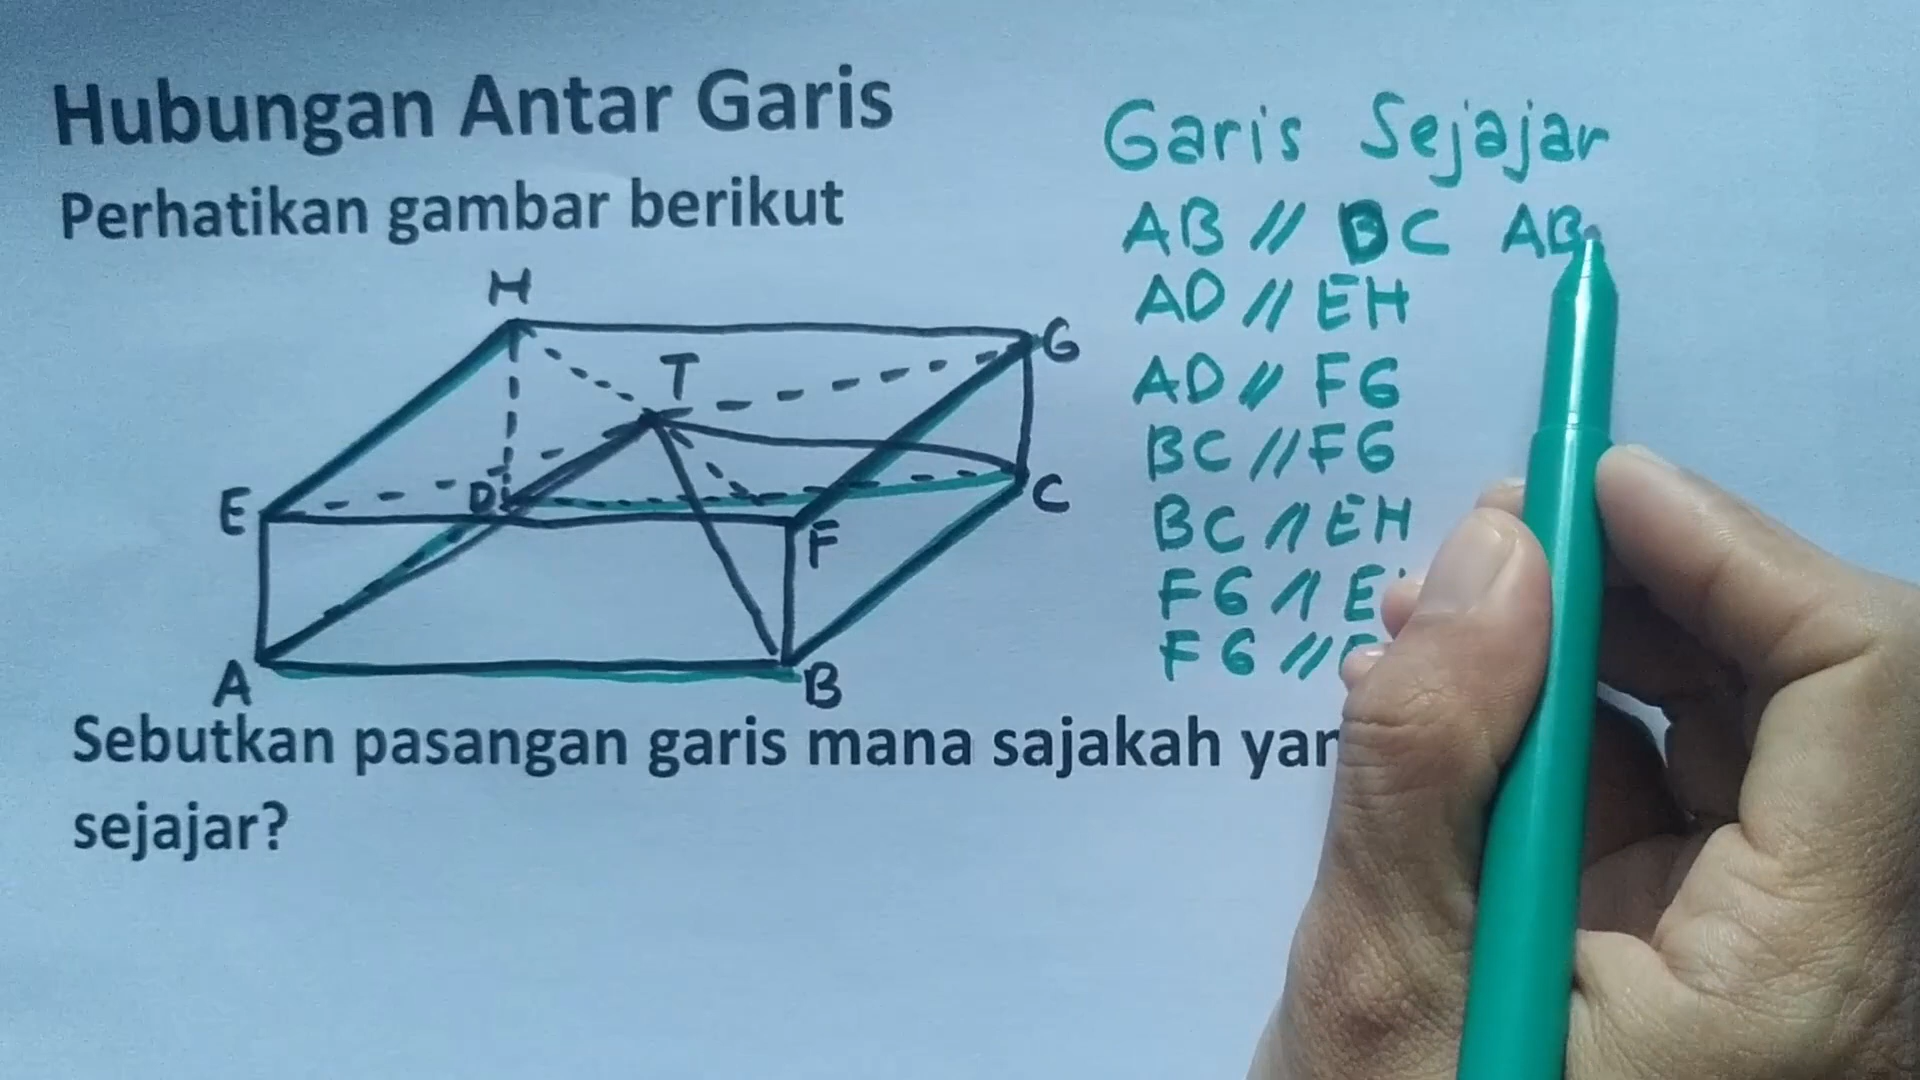 Hubungan Antar Garis
Perhatikan gambar berikut
H
G
T
E
D
C
F
A
B
Sebutkan pasangan garis mana sajakah
sejajar?
Garis Sejajar
AB // BC AB
AD // EH
AD // FG
BC // FG
BC // EH
FG // E
FG //